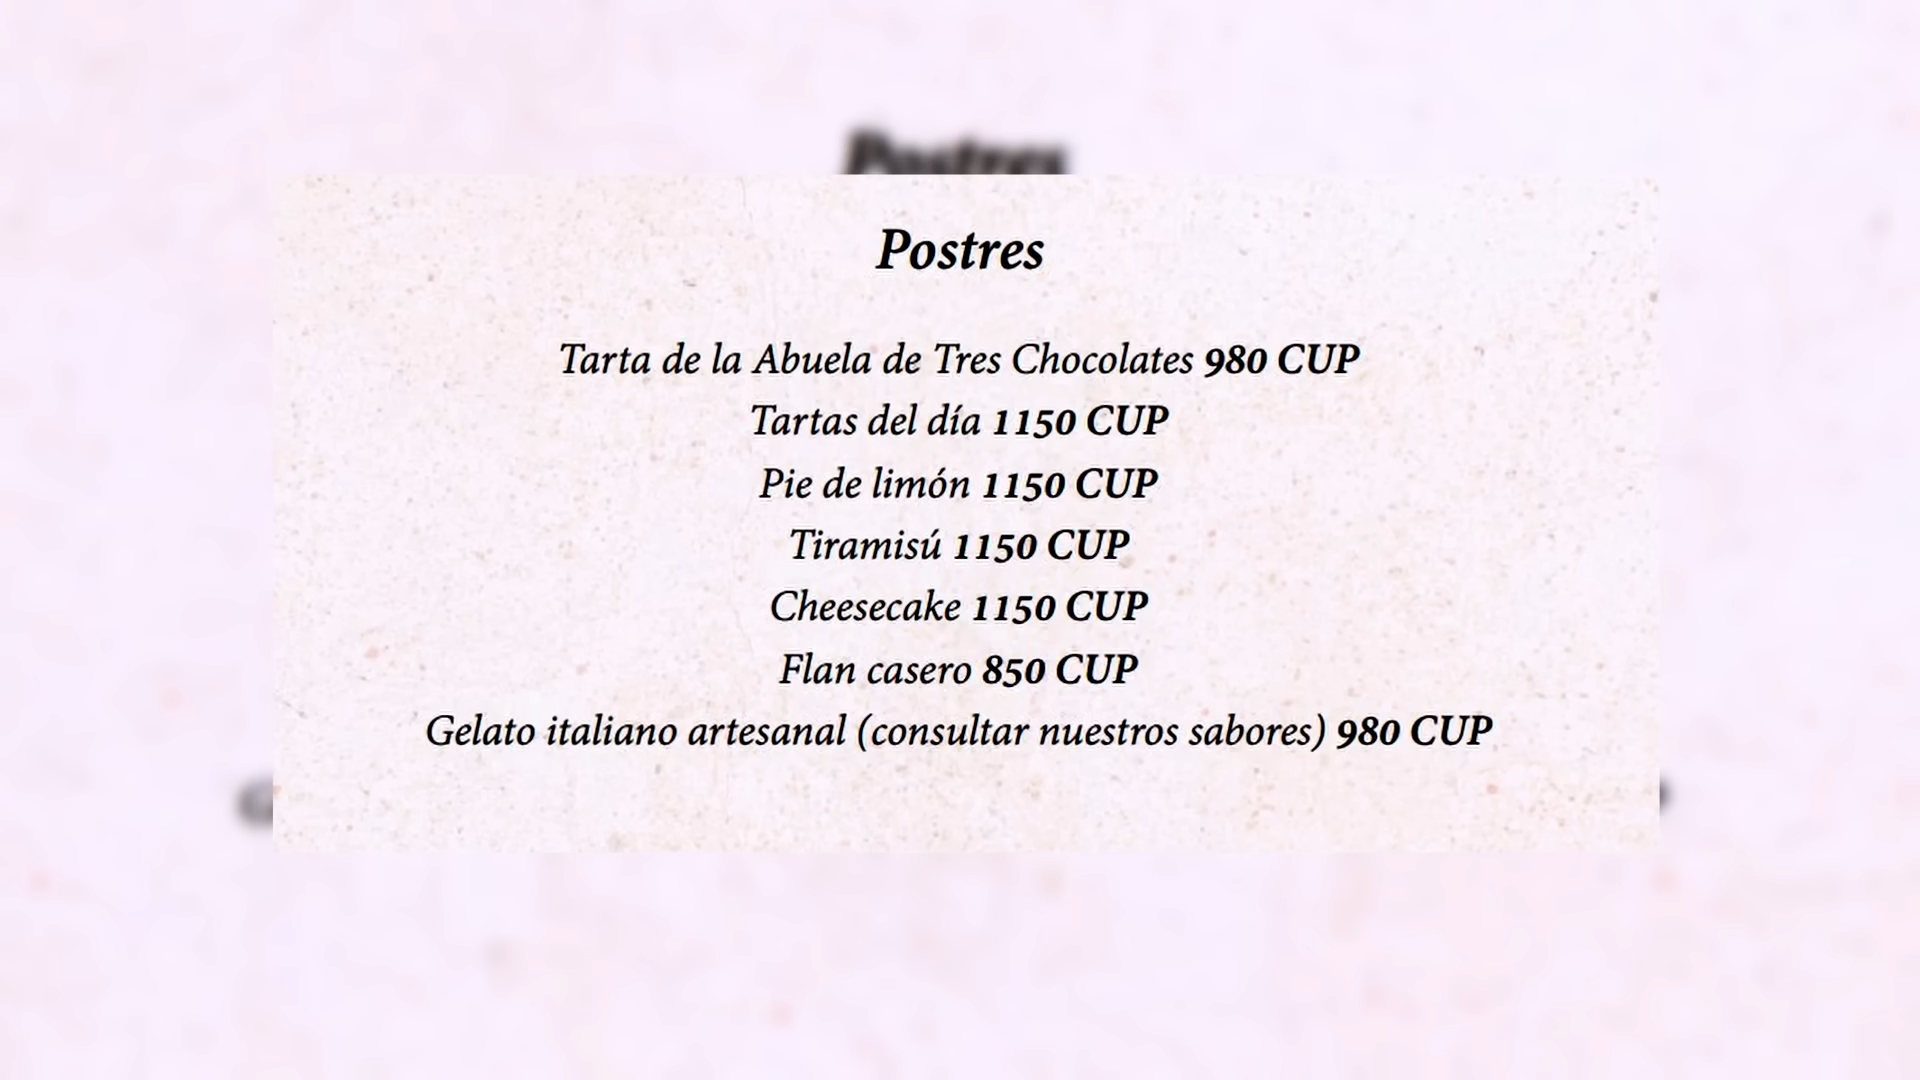 Postres
Postres
Tarta de la Abuela de Tres Chocolates 980 CUP
Tartas del día 1150 CUP
Pie de limón 1150 CUP
Tiramisú 1150 CUP
Cheesecake 1150 CUP
Flan casero 850 CUP
Gelato italiano artesanal (consultar nuestros sabores) 980 CUP